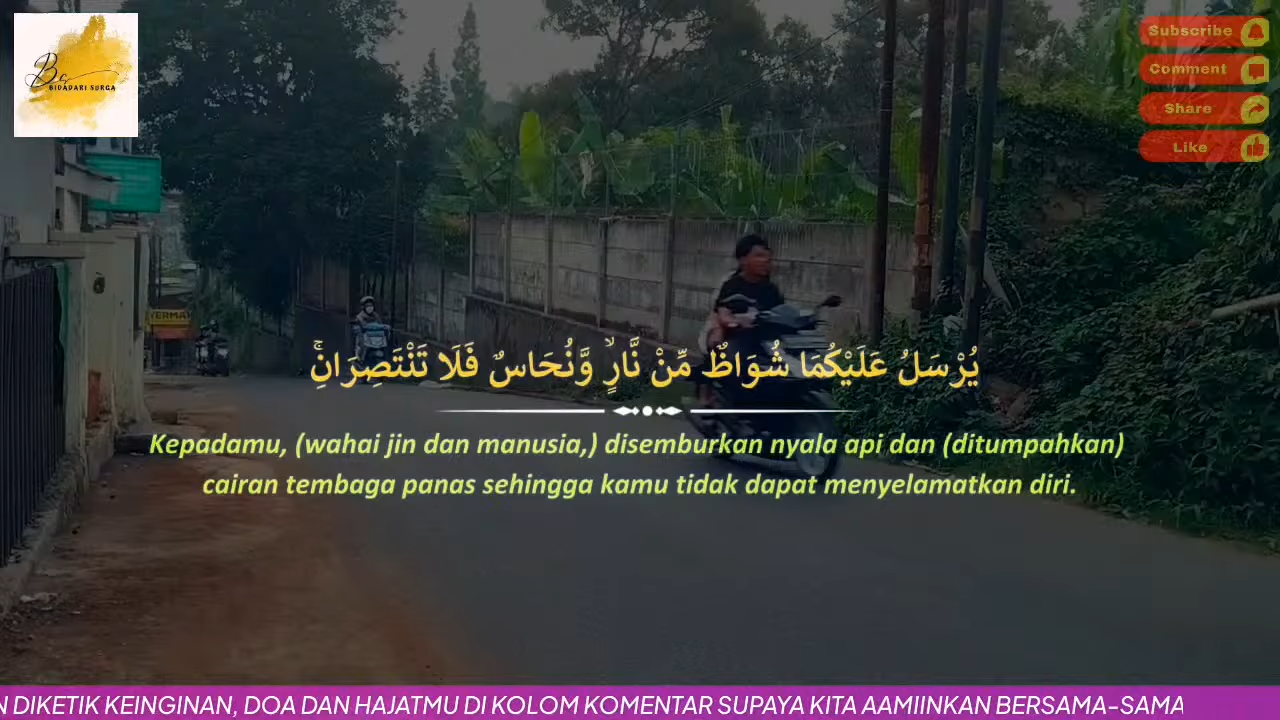 Bs
BIDADARI SURGA
Subscribe
Comment
Share
Like
YERMA
يُرْسَلُ عَلَيْكُمَا شُوَاظٌ مِّنْ نَّارٍۙ وَّنُحَاسٌ فَلَا تَنْتَصِرَانِۚ
Kepadamu, (wahai jin dan manusia,) disemburkan nyala api dan (ditumpahkan)
cairan tembaga panas sehingga kamu tidak dapat menyelamatkan diri.
N DIKETIK KEINGINAN, DOA DAN HAJATMU DI KOLOM KOMENTAR SUPAYA KITA AAMIINKAN BERSAMA-SAMA